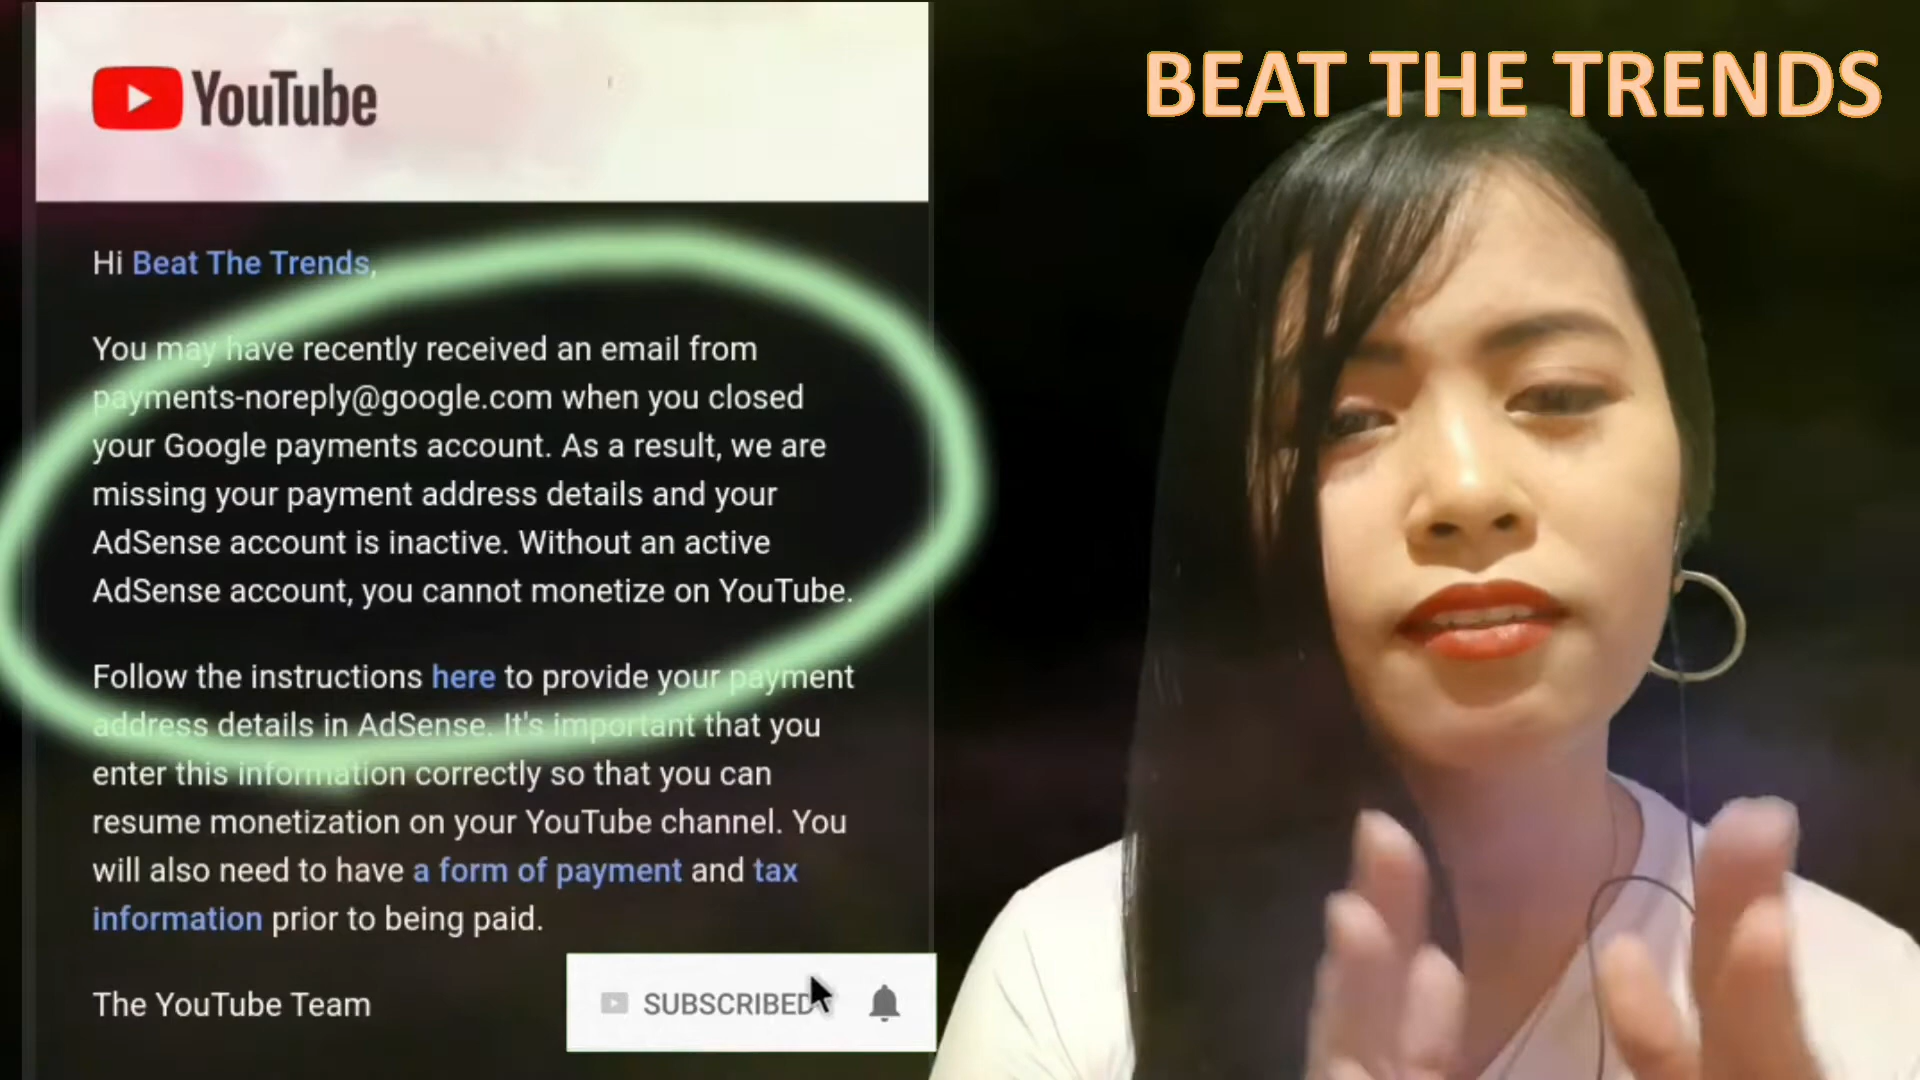 YouTube
BEAT THE TRENDS
Hi Beat The Trends,
You may have recently received an email from
payments-noreply@google.com when you closed
your Google payments account. As a result, we are
missing your payment address details and your
AdSense account is inactive. Without an active
AdSense account, you cannot monetize on YouTube.
Follow the instructions here to provide your payment
address details in AdSense. It's important that you
enter this information correctly so that you can
resume monetization on your YouTube channel. You
will also need to have a form of payment and tax
information prior to being paid.
The YouTube Team
SUBSCRIBED